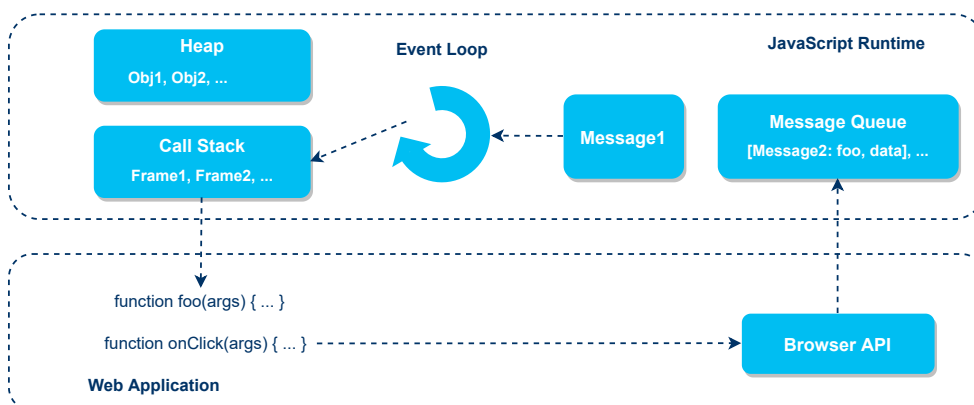 Heap
Obj1, Obj2, ...
Event Loop
JavaScript Runtime
Call Stack
Frame1, Frame2, ...
Message1
Message Queue
[Message2: foo, data], ...
function foo(args) { ... }
function onClick(args) { ... }
Browser API
Web Application